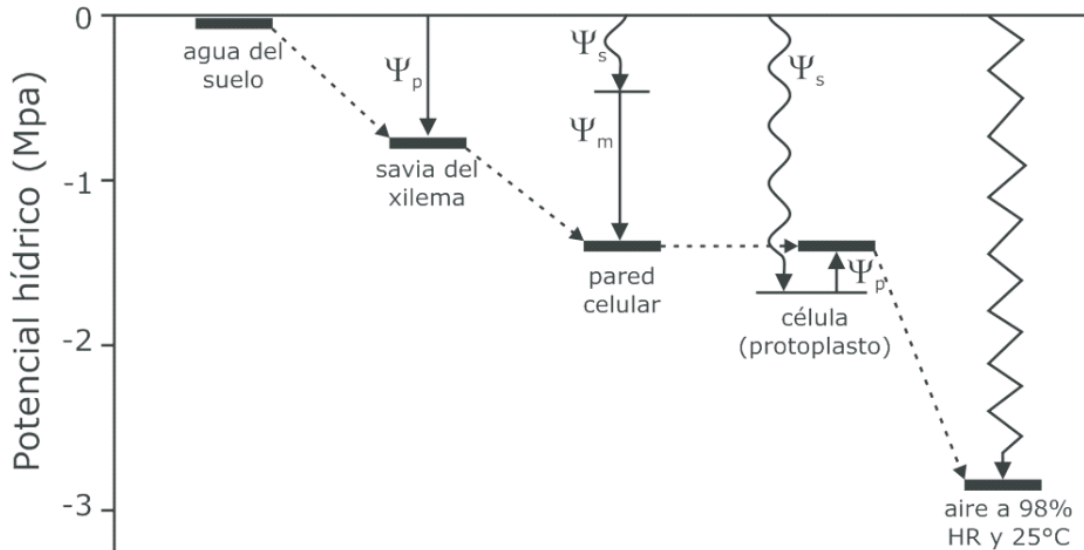 Potencial hídrico (Mpa)
0
-1
-2
-3
agua del
suelo
Ψp
savia del
xilema
Ψs
Ψm
pared
celular
Ψs
Ψp
célula
(protoplasto)
aire a 98%
HR y 25°C